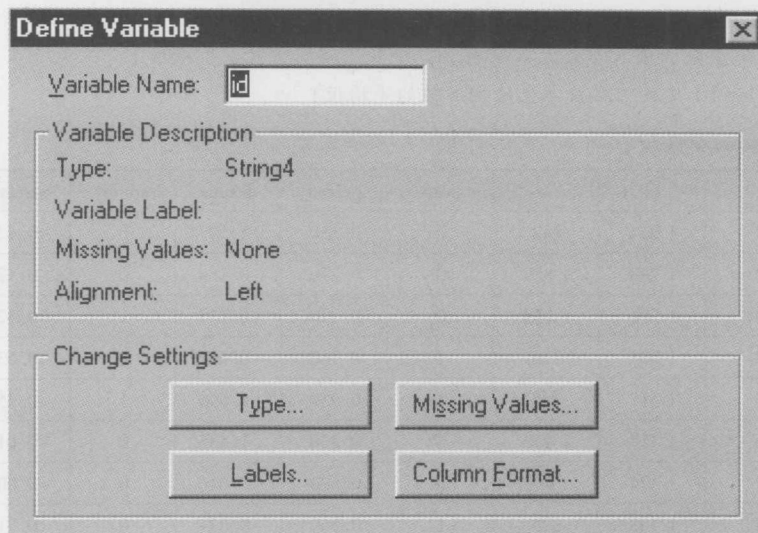 Define Variable
Variable Name: id
Variable Description
Type: String4
Variable Label:
Missing Values: None
Alignment: Left
Change Settings
Type... Missing Values...
Labels.. Column Format...